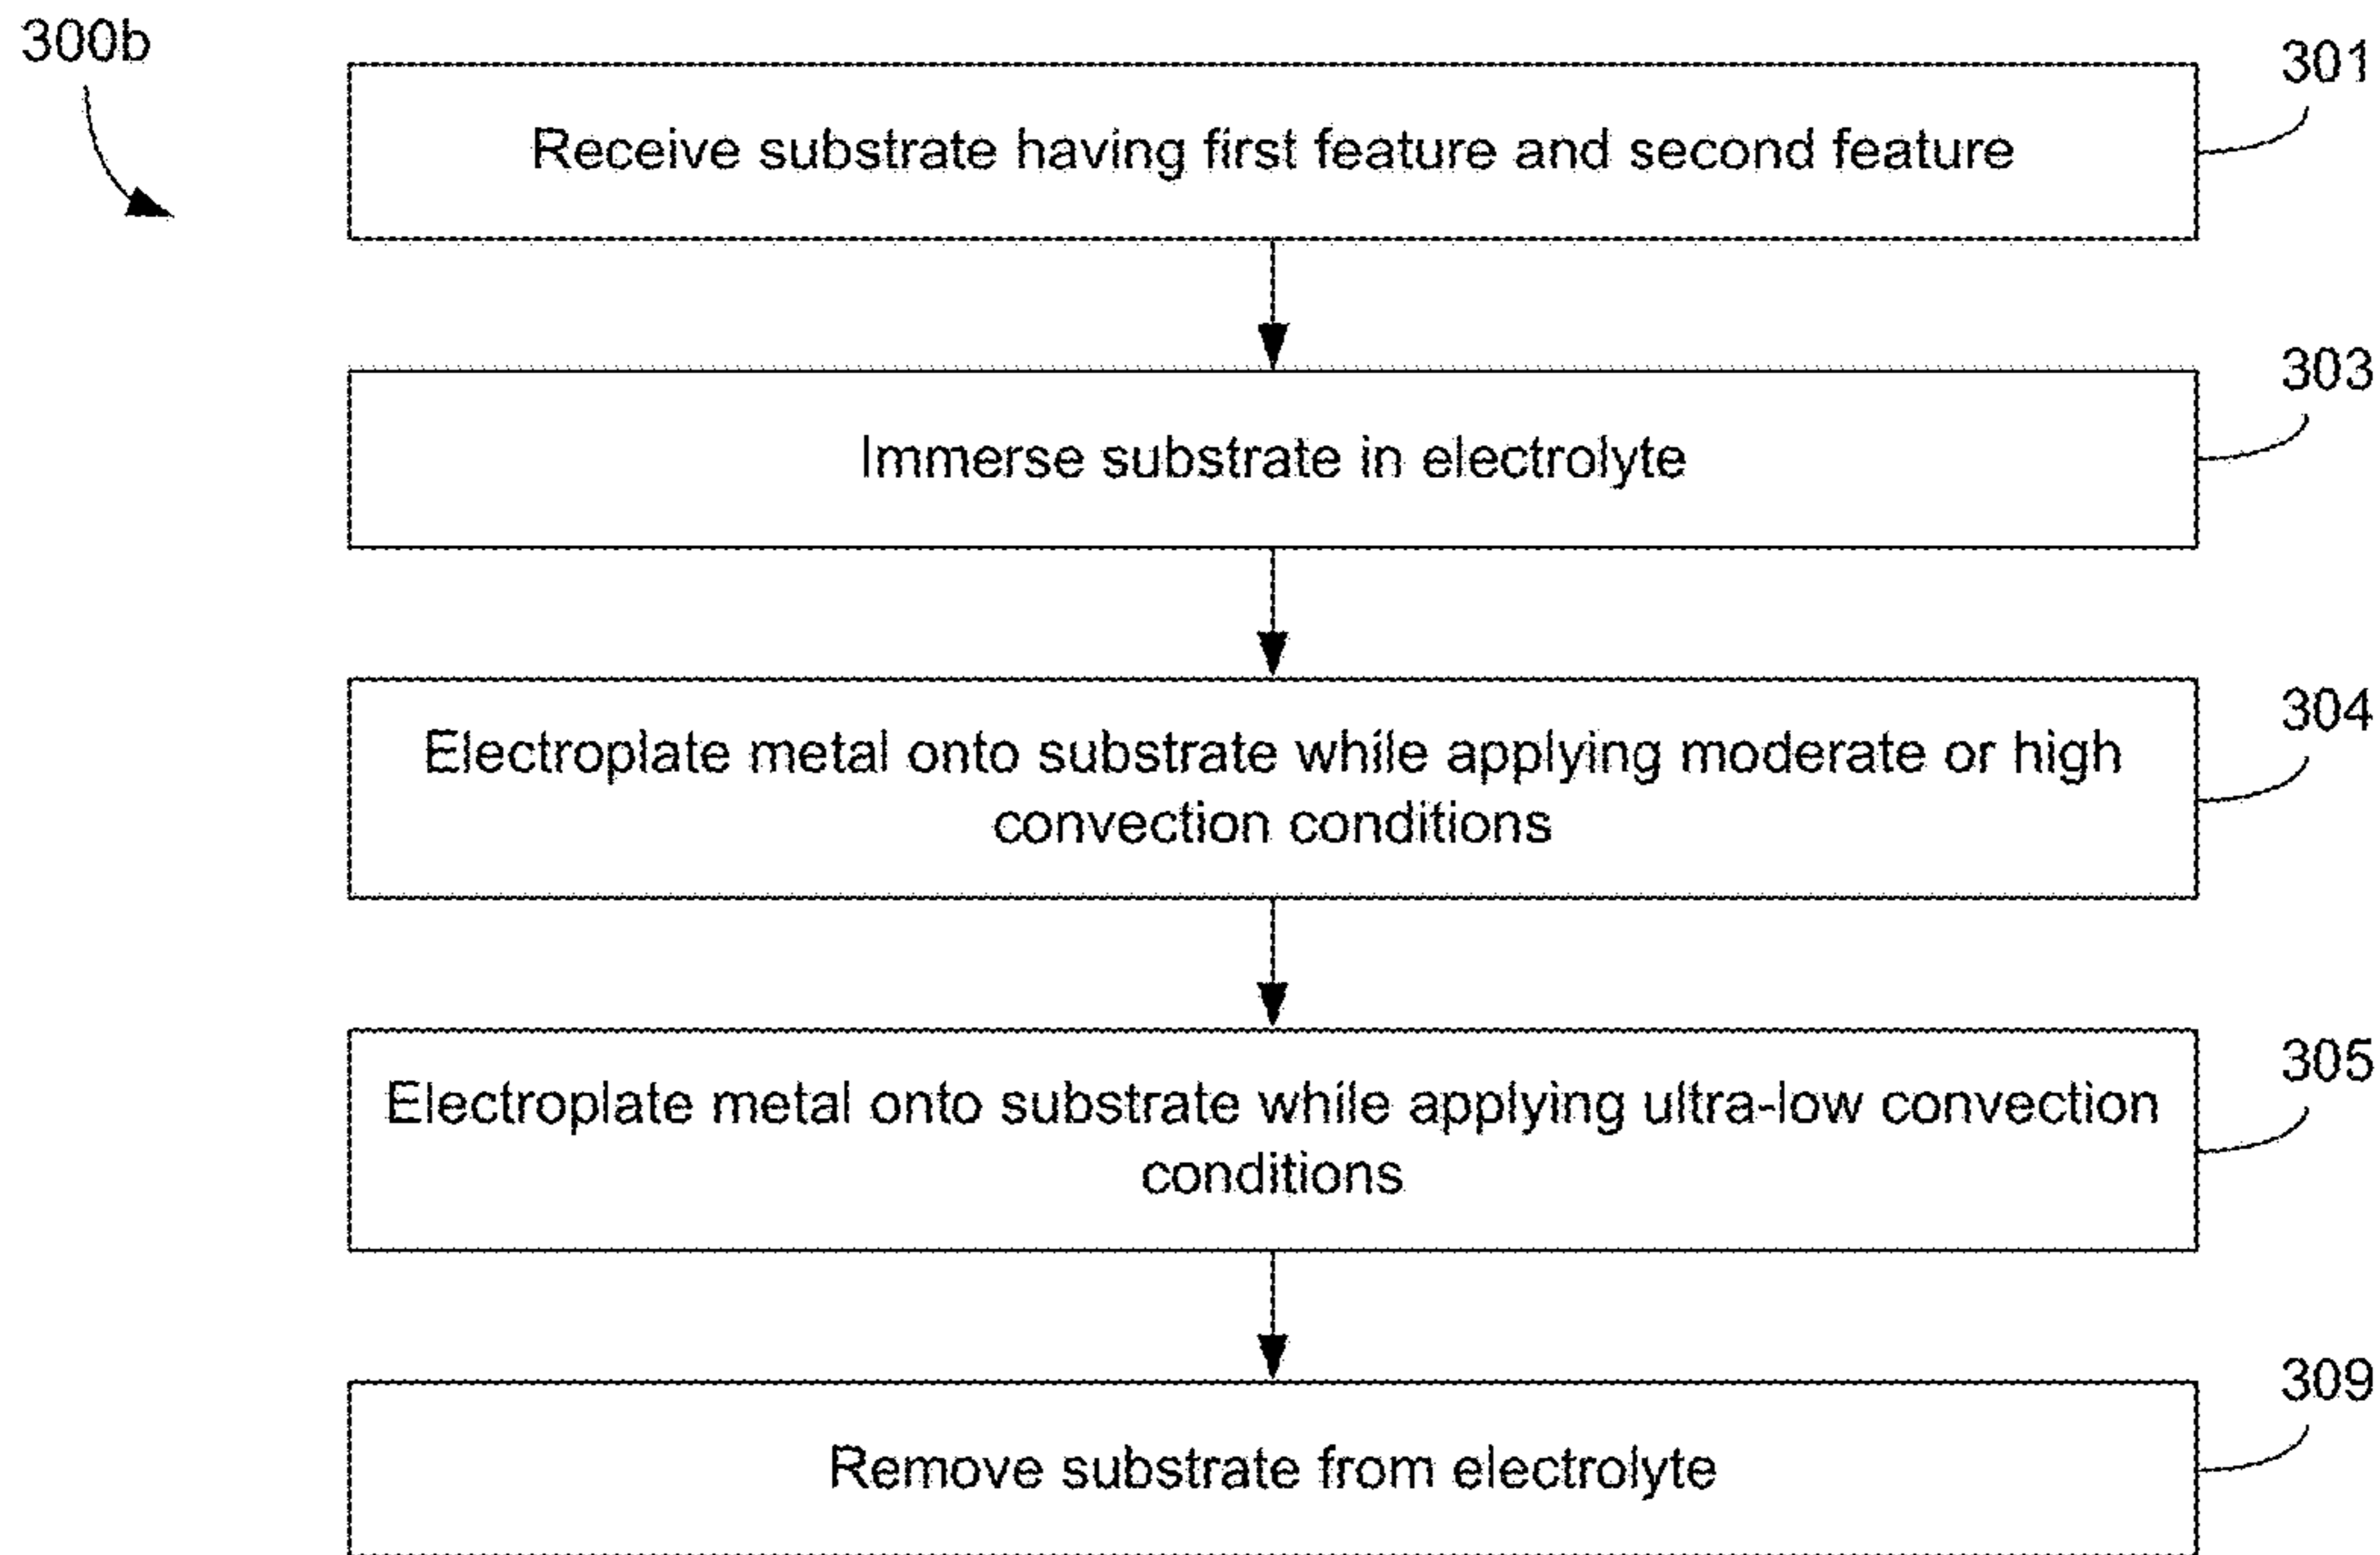 300b
301
Receive substrate having first feature and second feature
303
Immerse substrate in electrolyte
304
Electroplate metal onto substrate while applying moderate or high
convection conditions
305
Electroplate metal onto substrate while applying ultra-low convection
conditions
309
Remove substrate from electrolyte